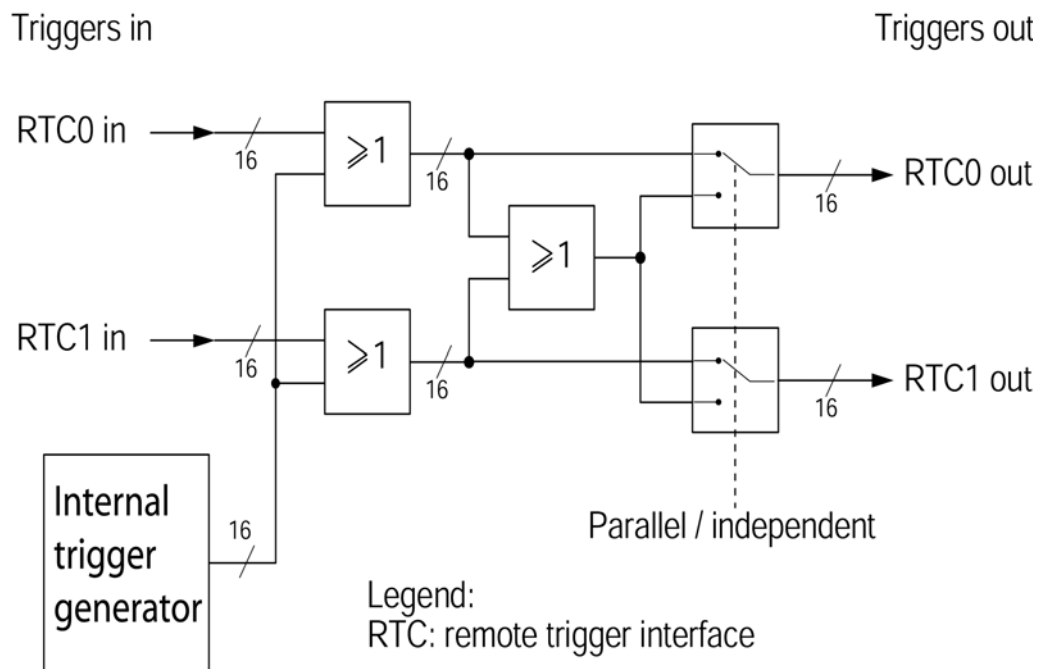 Triggers in
Triggers out
RTC0 in
16
≥1
16
16
RTC0 out
≥1
RTC1 in
16
≥1
16
16
RTC1 out
Internal
trigger
generator
16
Parallel / independent
Legend:
RTC: remote trigger interface